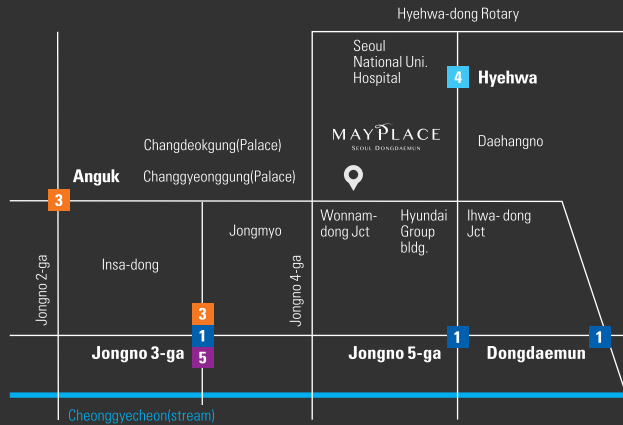 Hyehwa-dong Rotary
Seoul
National Uni.
Hospital
4
Hyehwa
MAYPLACE
SEOUL DONGDAEMUN
Daehangno
Changdeokgung(Palace)
Anguk
Changgyeonggung(Palace)
3
Wonnam-
dong Jct
Hyundai
Group
bldg.
Ihwa- dong
Jct
Jongmyo
Insa-dong
Jongno 2-ga
Jongno 4-ga
3
1
5
Jongno 3-ga
Jongno 5-ga
1
Dongdaemun
1
Cheonggyecheon(stream)